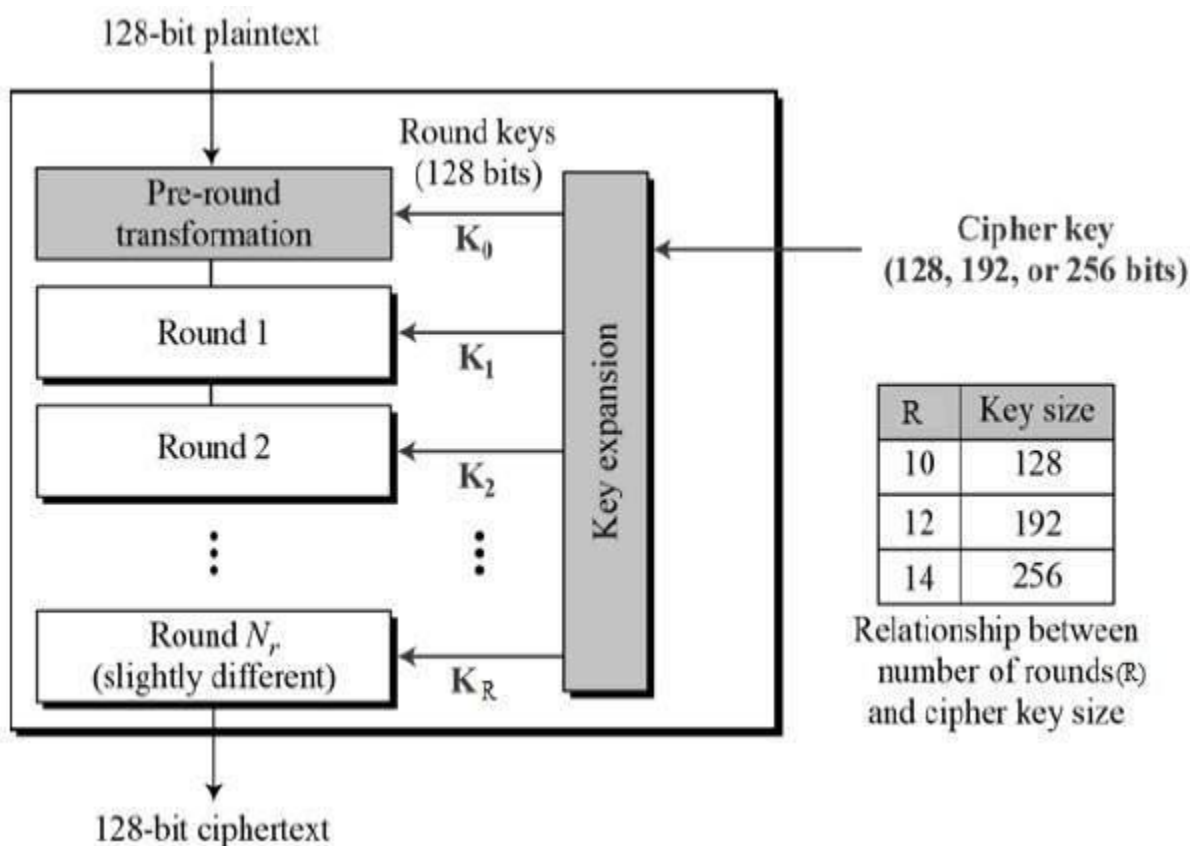 128-bit plaintext
Round keys
(128 bits)
Pre-round
transformation
K0
Cipher key
(128, 192, or 256 bits)
Round 1
K1
Round 2
K2
Key expansion
R Key size
10 128
12 192
14 256
Relationship between
number of rounds(R)
and cipher key size
Round Nr
(slightly different)
KR
128-bit ciphertext